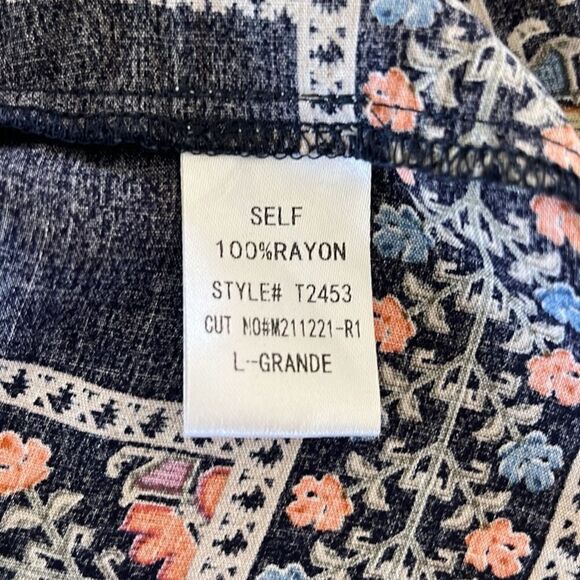 SELF
100%RAYON
STYLE# T2453
CUT NO#M211221-R1
L--GRANDE